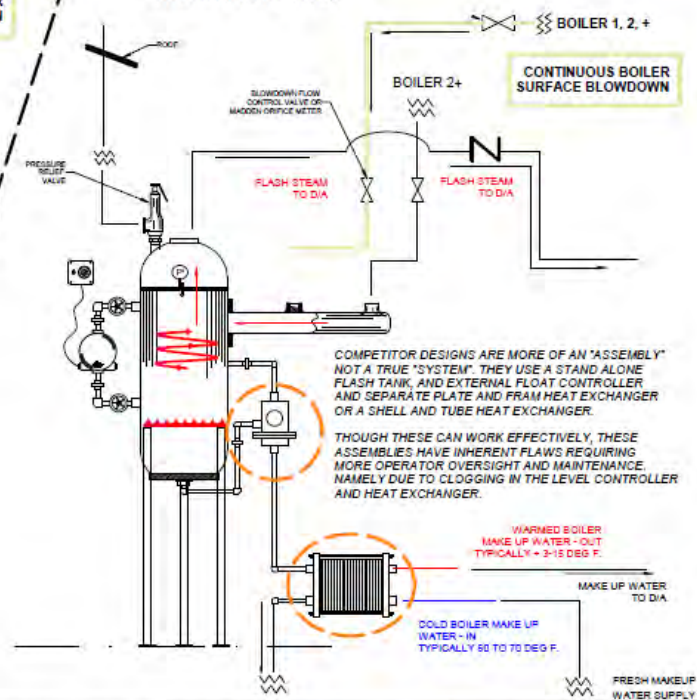 BOILER 1, 2, +
CONTINUOUS BOILER
SURFACE BLOWDOWN
ROOF
BOILER 2+
BLOWDOWN FLOW
CONTROL VALVE OR
MADDEN ORIFICE METER
PRESSURE
RELIEF
VALVE
FLASH STEAM
TO D/A
FLASH STEAM
TO D/A
P
COMPETITOR DESIGNS ARE MORE OF AN "ASSEMBLY"
NOT A TRUE "SYSTEM". THEY USE A STAND ALONE
FLASH TANK, AND EXTERNAL FLOAT CONTROLLER
AND SEPARATE PLATE AND FRAM HEAT EXCHANGER
OR A SHELL AND TUBE HEAT EXCHANGER.
THOUGH THESE CAN WORK EFFECTIVELY, THESE
ASSEMBLIES HAVE INHERENT FLAWS REQUIRING
MORE OPERATOR OVERSIGHT AND MAINTENANCE,
NAMELY DUE TO CLOGGING IN THE LEVEL CONTROLLER
AND HEAT EXCHANGER.
WARMED BOILER
MAKE UP WATER - OUT
TYPICALLY + 3-15 DEG F.
MAKE UP WATER
TO D/A
COLD BOILER MAKE UP
WATER - IN
TYPICALLY 50 TO 70 DEG F.
FRESH MAKEUP
WATER SUPPLY